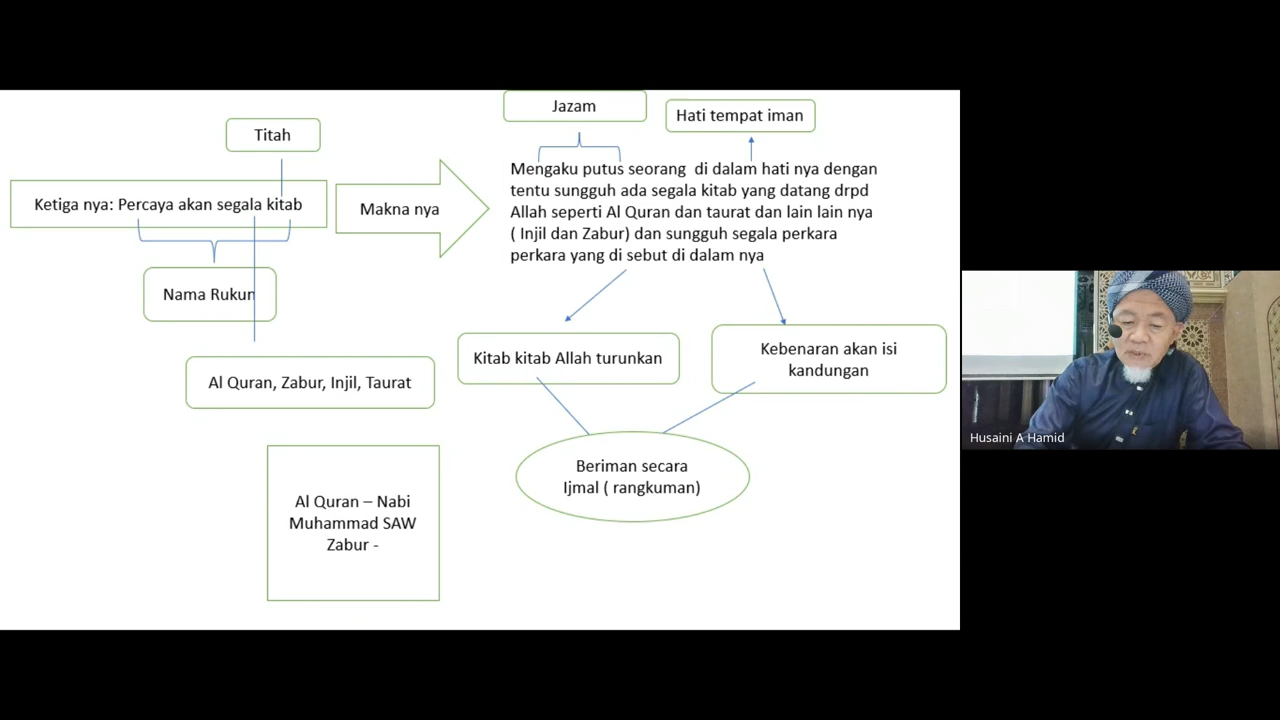 Jazam
Hati tempat iman
Titah
Ketiga nya: Percaya akan segala kitab
Makna nya
Mengaku putus seorang di dalam hati nya dengan
tentu sungguh ada segala kitab yang datang drpd
Allah seperti Al Quran dan taurat dan lain lain nya
( Injil dan Zabur) dan sungguh segala perkara
perkara yang di sebut di dalam nya
Nama Rukun
Al Quran, Zabur, Injil, Taurat
Kitab kitab Allah turunkan
Kebenaran akan isi
kandungan
Beriman secara
Ijmal ( rangkuman)
Al Quran – Nabi
Muhammad SAW
Zabur -
Husaini A Hamid